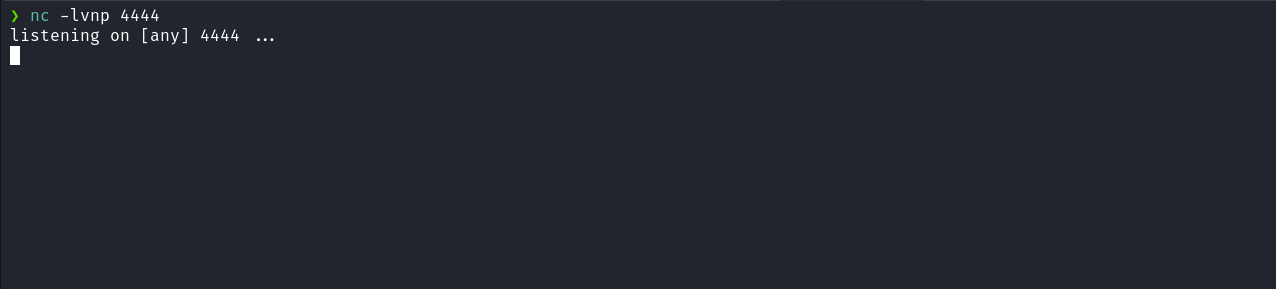 ❯ nc -lvnp 4444
listening on [any] 4444 ...